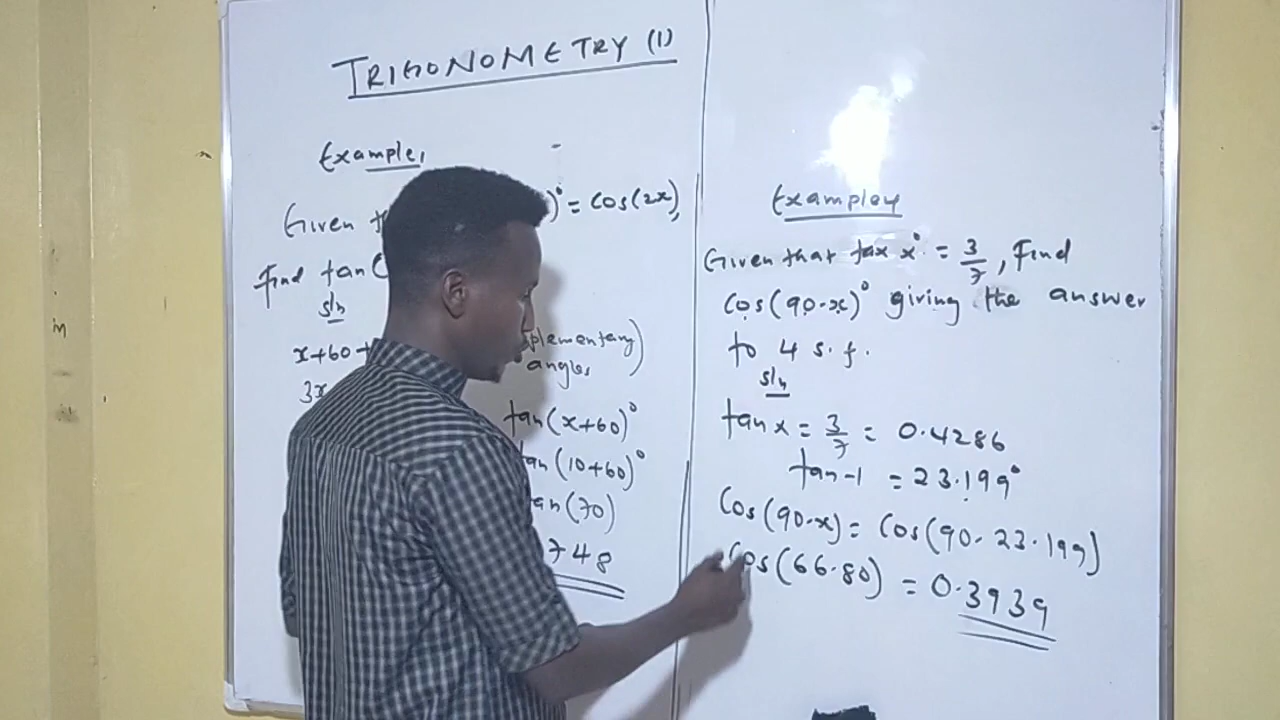 TRIGONOMETRY (1)
Example,
Given )° = cos(2x),
Find tan(
sln
x+60+
3x
plementary)
angles
tan(x+60)°
tan(10+60)°
tan(70)
748
Example
Given that tax x° = 3/7, Find
cos(90-x)° giving the answer
to 4 s.f.
sln
tan x = 3/7 = 0.4286
tan-1 = 23.199°
Cos(90-x) = Cos(90-23.199)
Cos(66.80) = 0.3939